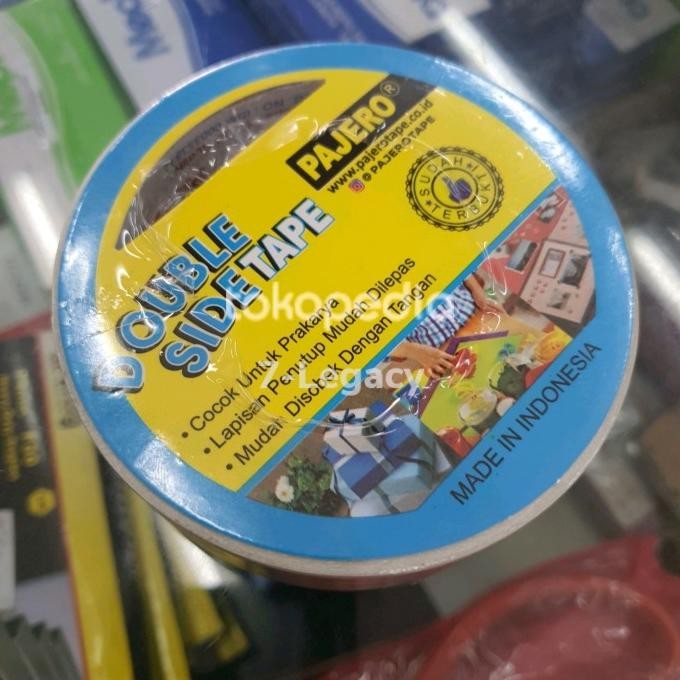 PAJERO®
www.pajerotape.co.id
@PAJEROTAPE
SUDAH TERBUKTI
DOUBLE
SIDE TAPE
• Cocok Untuk Prakarya
• Lapisan Penutup Mudah Dilepas
• Mudah Disobek Dengan Tangan
MADE IN INDONESIA
tokopedia
7 Legacy